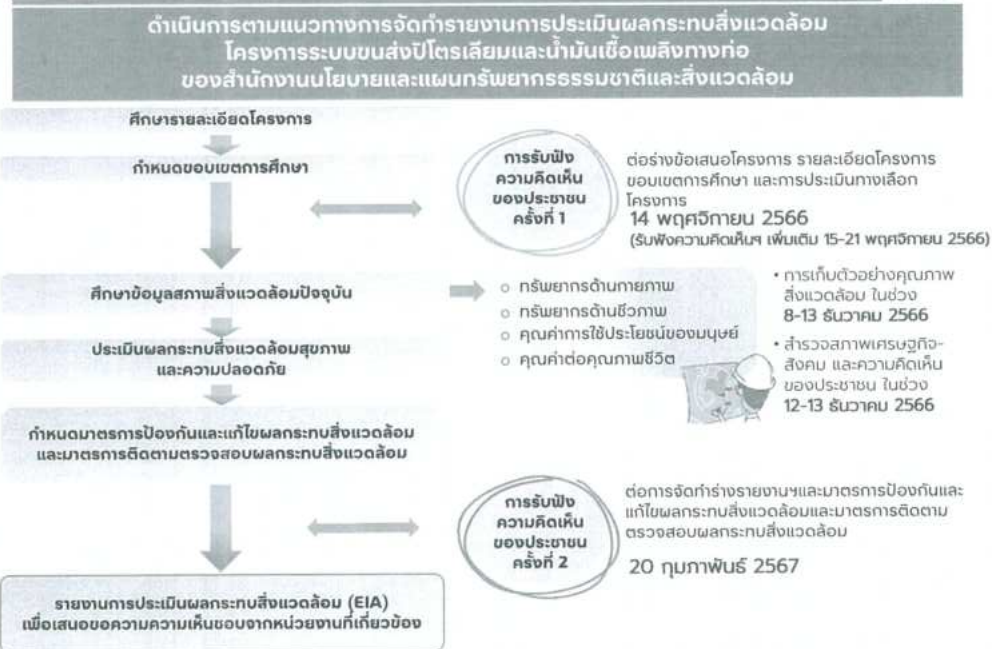 ดำเนินการตามแนวทางการจัดทำรายงานการประเมินผลกระทบสิ่งแวดล้อม
โครงการระบบขนส่งปิโตรเลียมและน้ำมันเชื้อเพลิงทางท่อ
ของสำนักงานนโยบายและแผนทรัพยากรธรรมชาติและสิ่งแวดล้อม
ศึกษารายละเอียดโครงการ
กำหนดขอบเขตการศึกษา
การรับฟัง
ความคิดเห็น
ของประชาชน
ครั้งที่ 1
ต่อร่างข้อเสนอโครงการ รายละเอียดโครงการ
ขอบเขตการศึกษา และการประเมินทางเลือก
โครงการ
14 พฤศจิกายน 2566
(รับฟังความคิดเห็นฯ เพิ่มเติม 15-21 พฤศจิกายน 2566)
ศึกษาข้อมูลสภาพสิ่งแวดล้อมปัจจุบัน
o ทรัพยากรด้านกายภาพ
o ทรัพยากรด้านชีวภาพ
o คุณค่าการใช้ประโยชน์ของมนุษย์
o คุณค่าต่อคุณภาพชีวิต
• การเก็บตัวอย่างคุณภาพ
สิ่งแวดล้อม ในช่วง
8-13 ธันวาคม 2566
• สำรวจสภาพเศรษฐกิจ-
สังคม และความคิดเห็น
ของประชาชน ในช่วง
12-13 ธันวาคม 2566
ประเมินผลกระทบสิ่งแวดล้อมสุขภาพ
และความปลอดภัย
กำหนดมาตรการป้องกันและแก้ไขผลกระทบสิ่งแวดล้อม
และมาตรการติดตามตรวจสอบผลกระทบสิ่งแวดล้อม
การรับฟัง
ความคิดเห็น
ของประชาชน
ครั้งที่ 2
ต่อการจัดทำร่างรายงานฯและมาตรการป้องกันและ
แก้ไขผลกระทบสิ่งแวดล้อมและมาตรการติดตาม
ตรวจสอบผลกระทบสิ่งแวดล้อม
20 กุมภาพันธ์ 2567
รายงานการประเมินผลกระทบสิ่งแวดล้อม (EIA)
เพื่อเสนอขอความความเห็นชอบจากหน่วยงานที่เกี่ยวข้อง